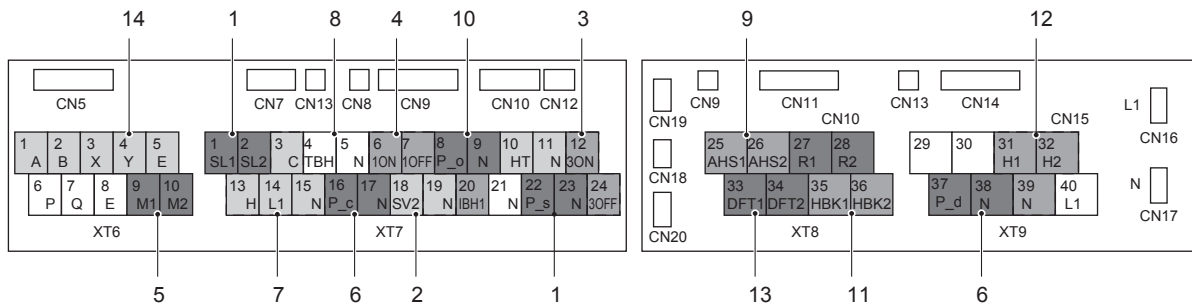 14 1 8 4 10 3 9 12
CN5 CN7 CN13 CN8 CN9 CN10 CN12
CN19 CN9 CN11 CN13 CN14 L1 CN16
CN10 CN15
1 2 3 4 5 1 2 3 4 5 6 7 8 9 10 11 12 25 26 27 28 29 30 31 32
A B X Y E SL1 SL2 C TBH N 1ON 1OFF P_o N HT N 3ON AHS1 AHS2 R1 R2 H1 H2
CN18
6 7 8 9 10 13 14 15 16 17 18 19 20 21 22 23 24 33 34 35 36 37 38 39 40
P Q E M1 M2 H L1 N P_c N SV2 N IBH1 N P_s N 3OFF DFT1 DFT2 HBK1 HBK2 P_d N N L1
N CN17
CN20
XT6 XT7 XT8 XT9
5 7 6 2 1 13 11 6